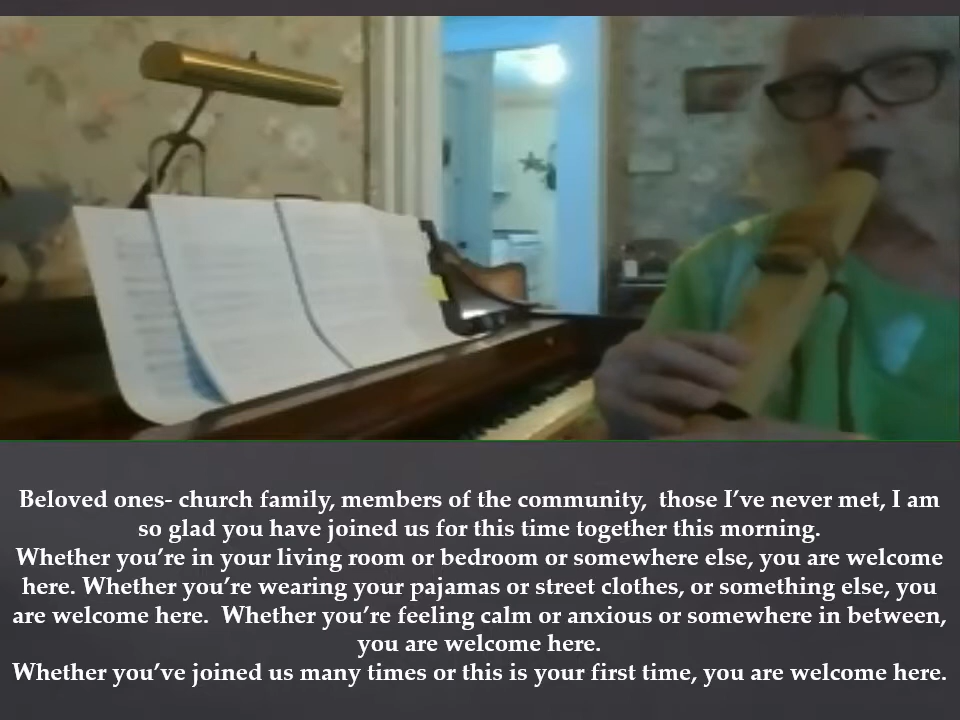 Beloved ones- church family, members of the community,  those I’ve never met, I am
so glad you have joined us for this time together this morning.
Whether you’re in your living room or bedroom or somewhere else, you are welcome
here. Whether you’re wearing your pajamas or street clothes, or something else, you
are welcome here.  Whether you’re feeling calm or anxious or somewhere in between,
you are welcome here.
Whether you’ve joined us many times or this is your first time, you are welcome here.